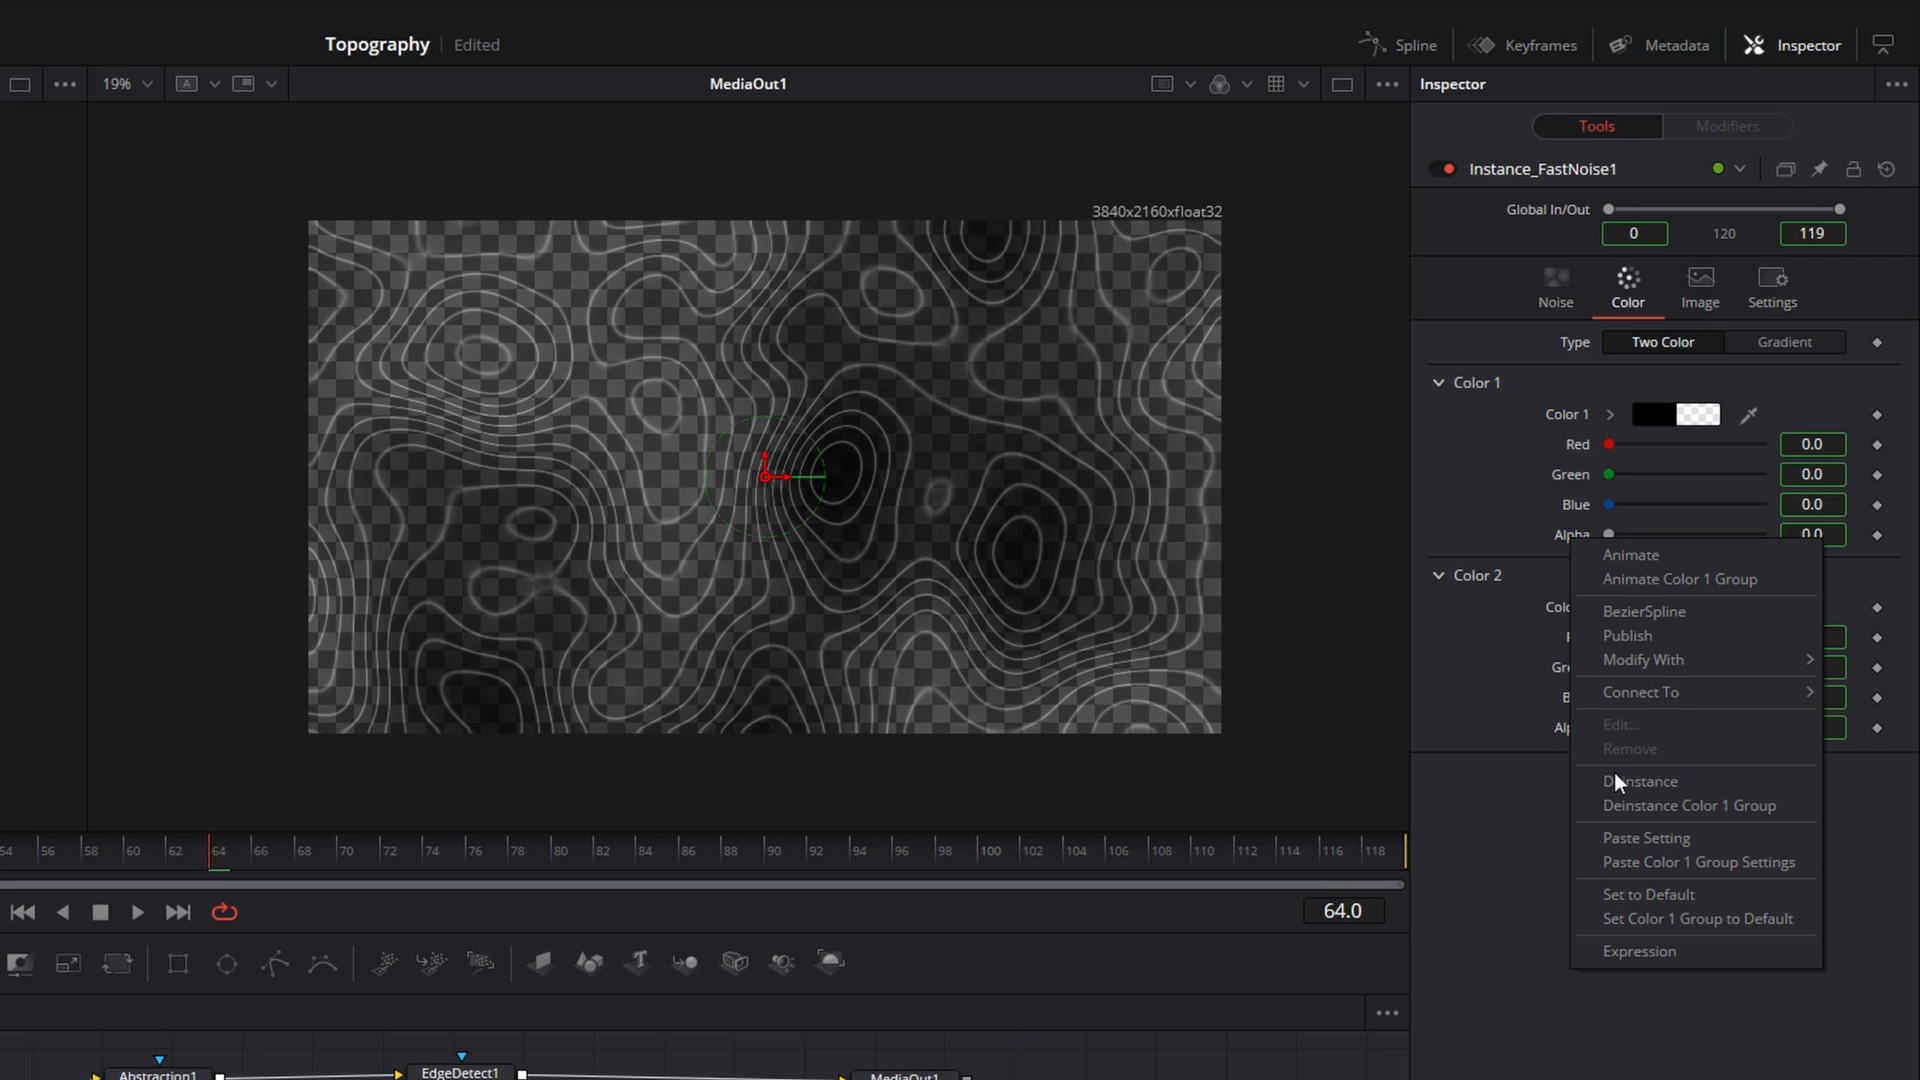 Topography Edited Spline Keyframes Metadata Inspector
19% A MediaOut1 Inspector
Tools Modifiers
Instance_FastNoise1
3840x2160xfloat32
Global In/Out
0 120 119
Noise Color Image Settings
Type Two Color Gradient
Color 1
Color 1
Red 0.0
Green 0.0
Blue 0.0
Alpha 0.0
Color 2
Colo
Gre
B
Alp
Animate
Animate Color 1 Group
BezierSpline
Publish
Modify With
Connect To
Edit...
Remove
Deinstance
Deinstance Color 1 Group
Paste Setting
Paste Color 1 Group Settings
Set to Default
Set Color 1 Group to Default
Expression
54 56 58 60 62 64 66 68 70 72 74 76 78 80 82 84 86 88 90 92 94 96 98 100 102 104 106 108 110 112 114 116 118
64.0
Abstraction1 EdgeDetect1 MediaOut1